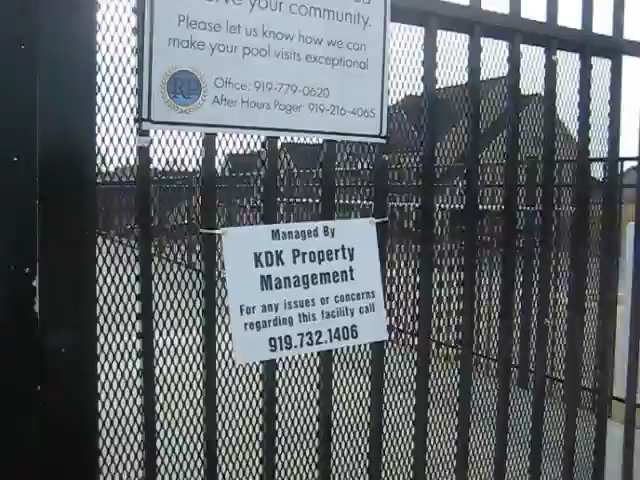 your community.
Please let us know how we can
make your pool visits exceptional
Office: 919-779-0620
After Hours Pager: 919-216-4065
Managed By
KDK Property
Management
For any issues or concerns
regarding this facility call
919.732.1406